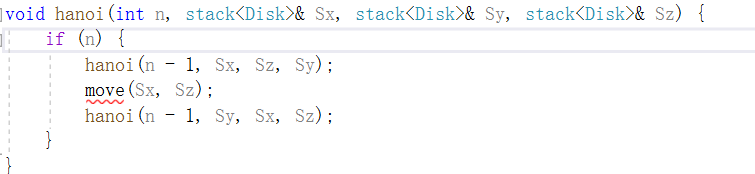 void hanoi(int n, stack<Disk>& Sx, stack<Disk>& Sy, stack<Disk>& Sz) {
    if (n) {
        hanoi(n - 1, Sx, Sz, Sy);
        move(Sx, Sz);
        hanoi(n - 1, Sy, Sx, Sz);
    }
}